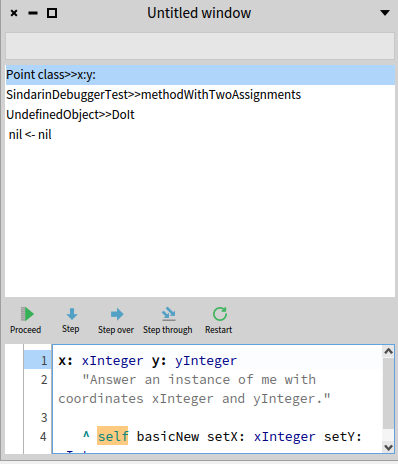 Untitled window
Point class>>x:y:
SindarinDebuggerTest>>methodWithTwoAssignments
UndefinedObject>>DoIt
nil <- nil
Proceed Step Step over Step through Restart
1 x: xInteger y: yInteger
2 "Answer an instance of me with
coordinates xInteger and yInteger."
3
4 ^ self basicNew setX: xInteger setY: